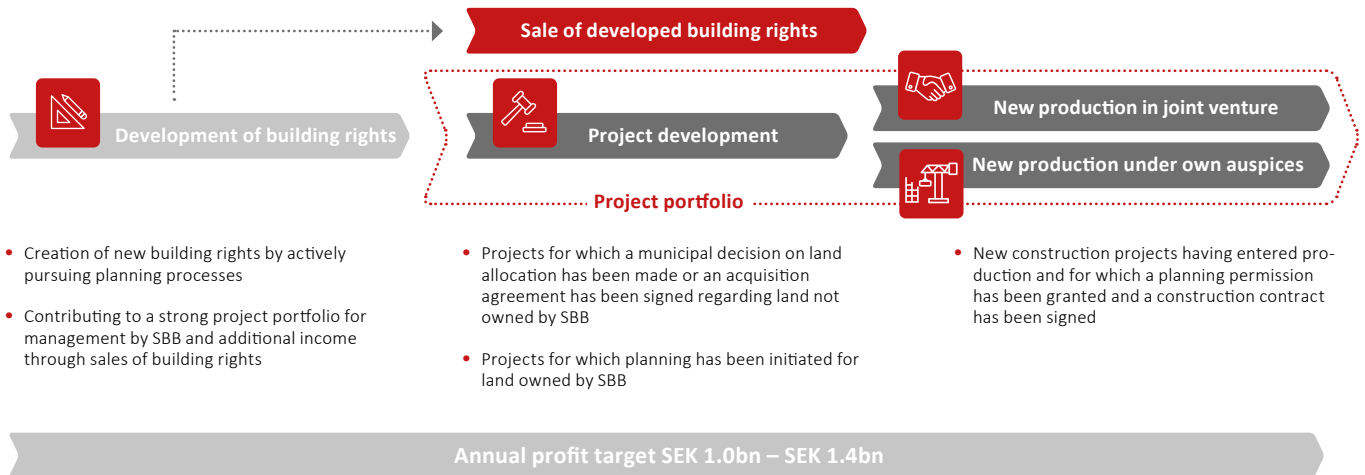 Sale of developed building rights
Development of building rights
Project development
New production in joint venture
New production under own auspices
Project portfolio
• Creation of new building rights by actively
pursuing planning processes
• Contributing to a strong project portfolio for
management by SBB and additional income
through sales of building rights
• Projects for which a municipal decision on land
allocation has been made or an acquisition
agreement has been signed regarding land not
owned by SBB
• Projects for which planning has been initiated for
land owned by SBB
• New construction projects having entered pro-
duction and for which a planning permission
has been granted and a construction contract
has been signed
Annual profit target SEK 1.0bn – SEK 1.4bn